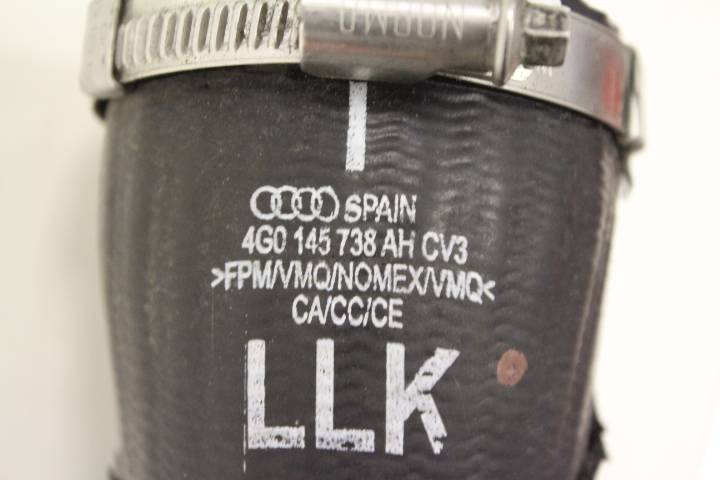 NORMA
SPAIN
4G0 145 738 AH CV3
>FPM/VMQ/NOMEX/VMQ<
CA/CC/CE
LLK